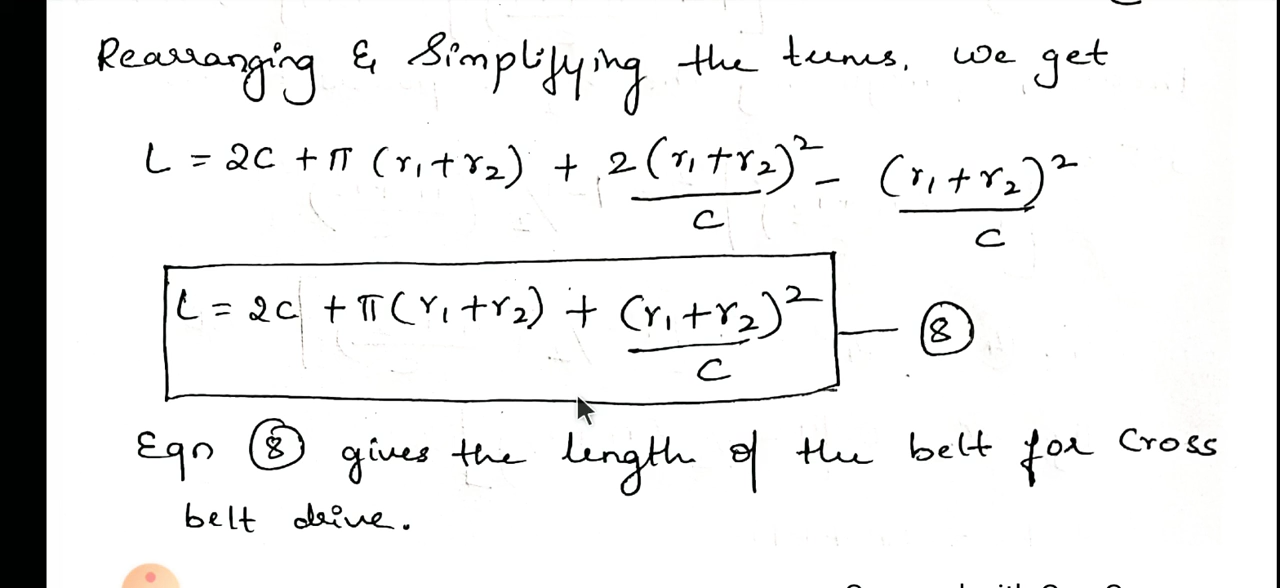 Rearranging & Simplifying the terms, we get
L = 2C + π (r₁ + r₂) + 2(r₁ + r₂)²/C - (r₁ + r₂)²/C
L = 2C + π(r₁ + r₂) + (r₁ + r₂)²/C — ⑧
Eqn ⑧ gives the length of the belt for Cross
belt drive.